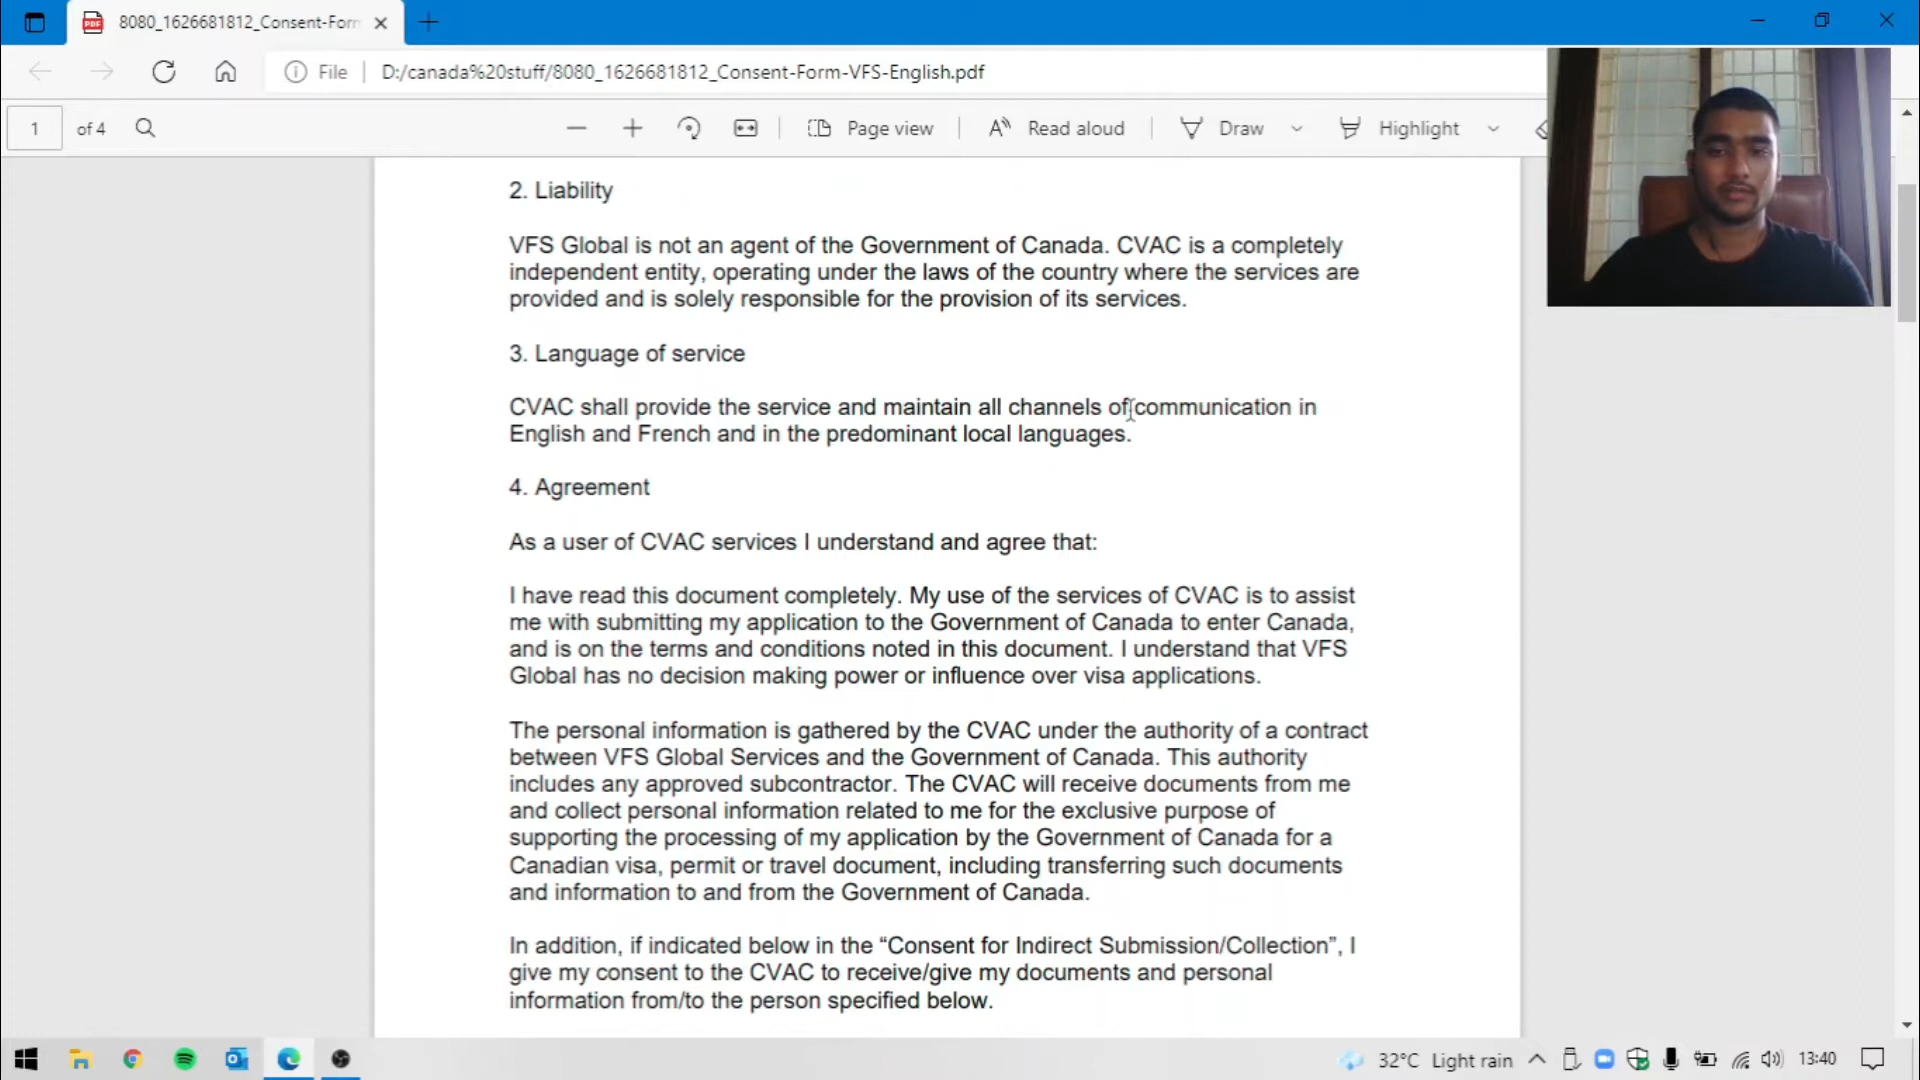 8080_1626681812_Consent-Form
File
D:/canada%20stuff/8080_1626681812_Consent-Form-VFS-English.pdf
1 of 4
Page view
Read aloud
Draw
Highlight
2. Liability
VFS Global is not an agent of the Government of Canada. CVAC is a completely
independent entity, operating under the laws of the country where the services are
provided and is solely responsible for the provision of its services.
3. Language of service
CVAC shall provide the service and maintain all channels of communication in
English and French and in the predominant local languages.
4. Agreement
As a user of CVAC services I understand and agree that:
I have read this document completely. My use of the services of CVAC is to assist
me with submitting my application to the Government of Canada to enter Canada,
and is on the terms and conditions noted in this document. I understand that VFS
Global has no decision making power or influence over visa applications.
The personal information is gathered by the CVAC under the authority of a contract
between VFS Global Services and the Government of Canada. This authority
includes any approved subcontractor. The CVAC will receive documents from me
and collect personal information related to me for the exclusive purpose of
supporting the processing of my application by the Government of Canada for a
Canadian visa, permit or travel document, including transferring such documents
and information to and from the Government of Canada.
In addition, if indicated below in the “Consent for Indirect Submission/Collection”, I
give my consent to the CVAC to receive/give my documents and personal
information from/to the person specified below.
32°C Light rain
13:40